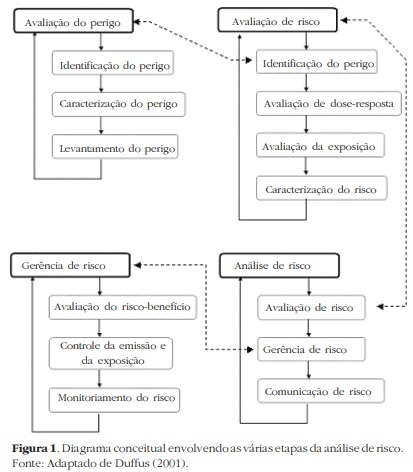 Avaliação do perigo
Identificação do perigo
Caracterização do perigo
Levantamento do perigo
Avaliação de risco
Identificação do perigo
Avaliação de dose-resposta
Avaliação da exposição
Caracterização do risco
Gerência de risco
Avaliação do risco-benefício
Controle da emissão e
da exposição
Monitoriamento do risco
Análise de risco
Avaliação de risco
Gerência de risco
Comunicação de risco
Figura 1. Diagrama conceitual envolvendo as várias etapas da análise de risco.
Fonte: Adaptado de Duffus (2001).